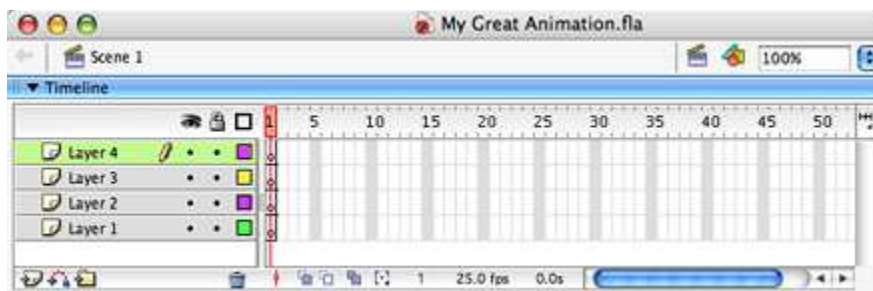 My Great Animation.fla
Scene 1 100%
Timeline
1 5 10 15 20 25 30 35 40 45 50
Layer 4
Layer 3
Layer 2
Layer 1
1 25.0 fps 0.0s